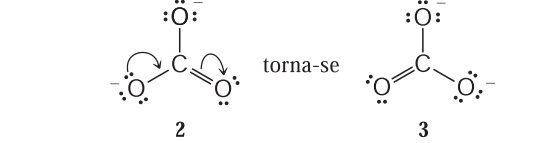 :Ö:⁻ :Ö:⁻
C torna-se C
⁻:O O O O:⁻
2 3